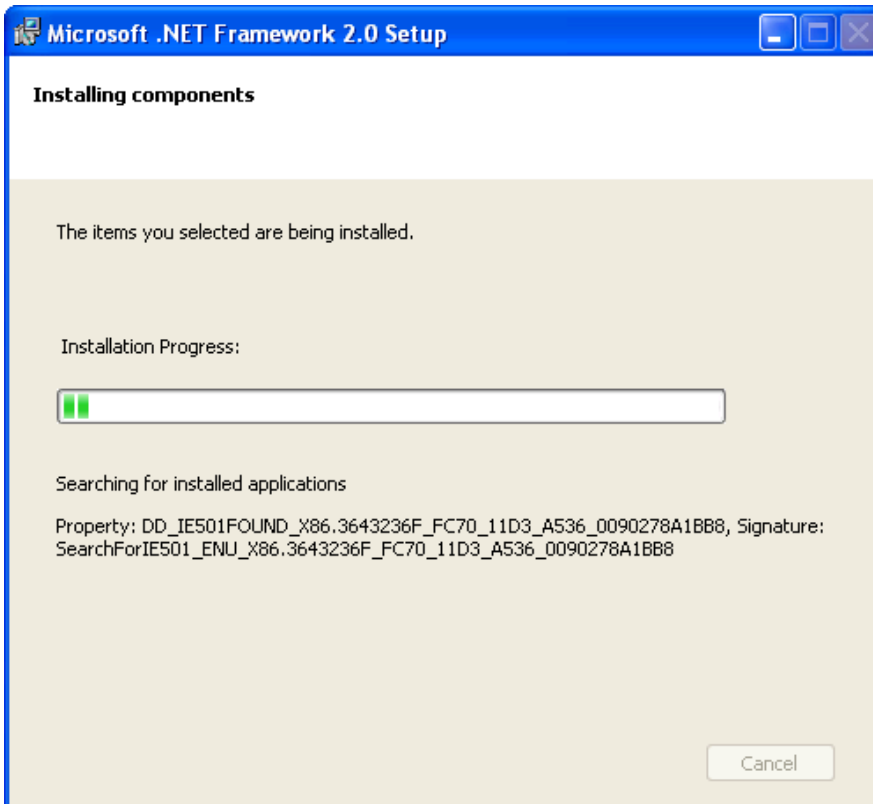 Microsoft .NET Framework 2.0 Setup
Installing components
The items you selected are being installed.
Installation Progress:
Searching for installed applications
Property: DD_IE501FOUND_X86.3643236F_FC70_11D3_A536_0090278A1BB8, Signature:
SearchForIE501_ENU_X86.3643236F_FC70_11D3_A536_0090278A1BB8
Cancel